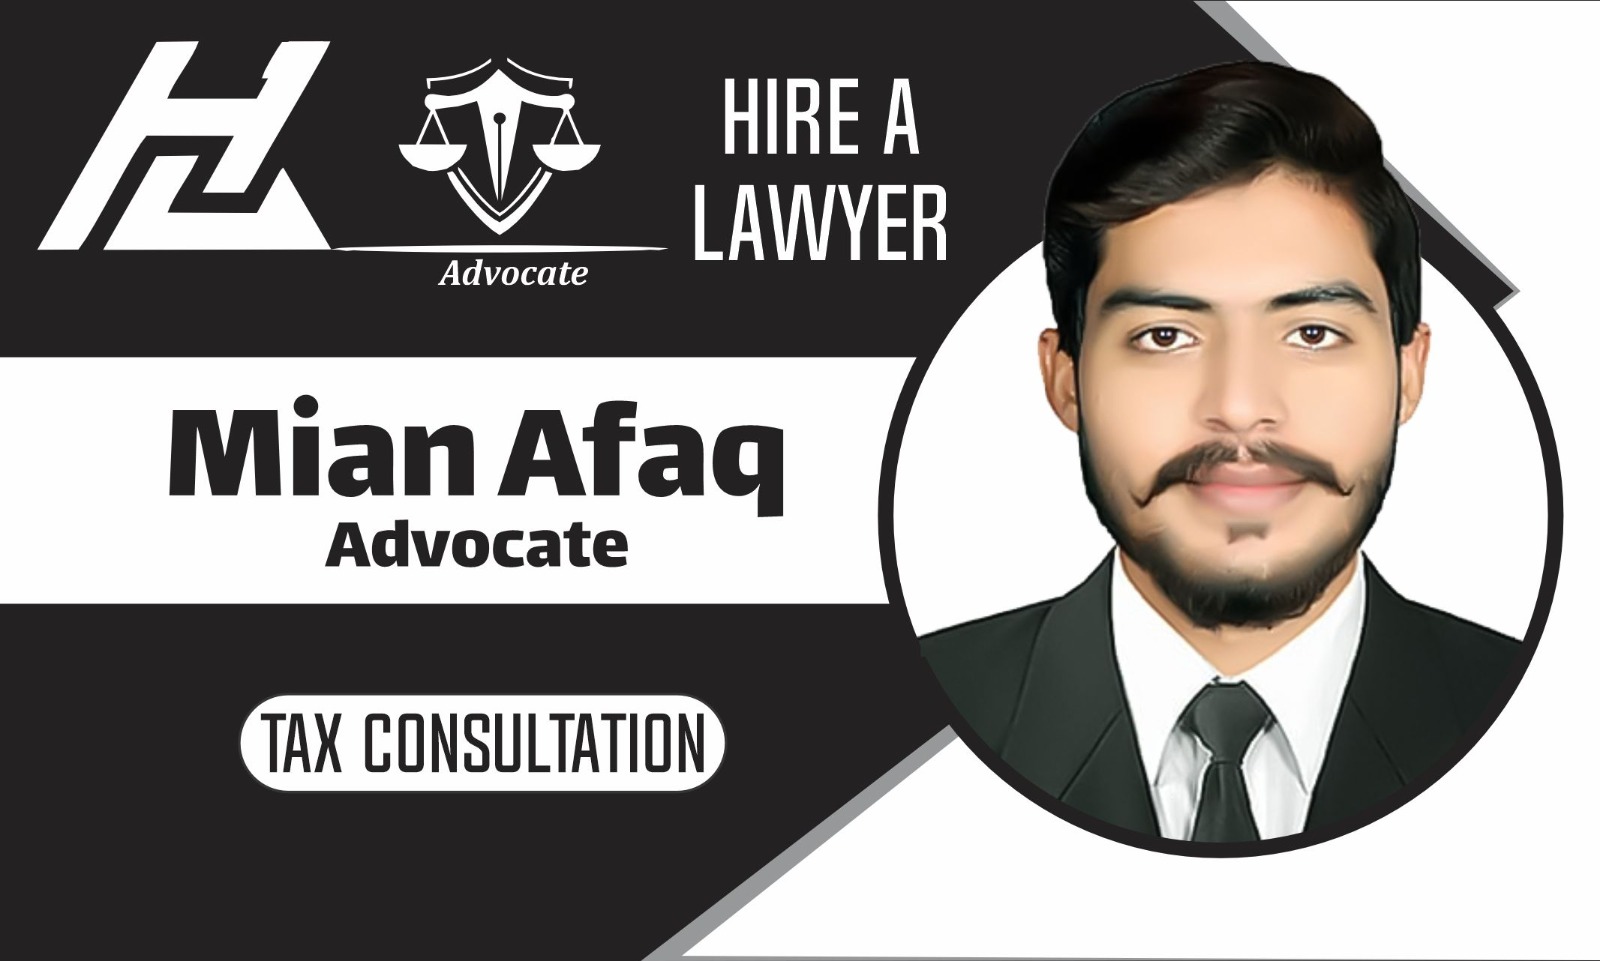 HL
Advocate
HIRE A
LAWYER
Mian Afaq
Advocate
TAX CONSULTATION